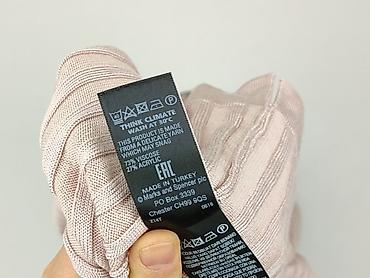 THINK CLIMATE
WASH AT 30°C
THIS PRODUCT IS MADE
FROM A DELICATE YARN
WHICH MAY SNAG
73% VISCOSE
27% ACRYLIC
EAC
MADE IN TURKEY
© Marks and Spencer plc
PO Box 3339
Chester CH99 9QS